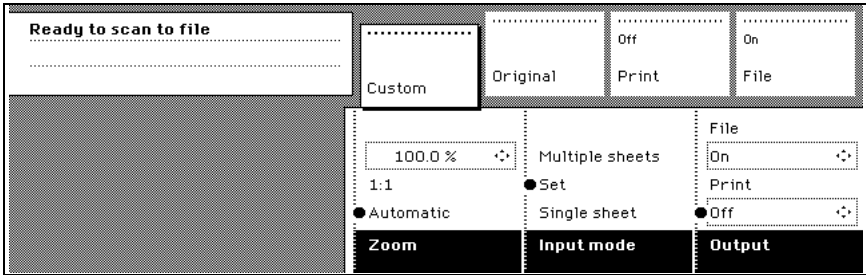 Ready to scan to file
Custom
Original
Off
Print
On
File
100.0 %
1:1
Automatic
Zoom
Multiple sheets
Set
Single sheet
Input mode
File
On
Print
Off
Output